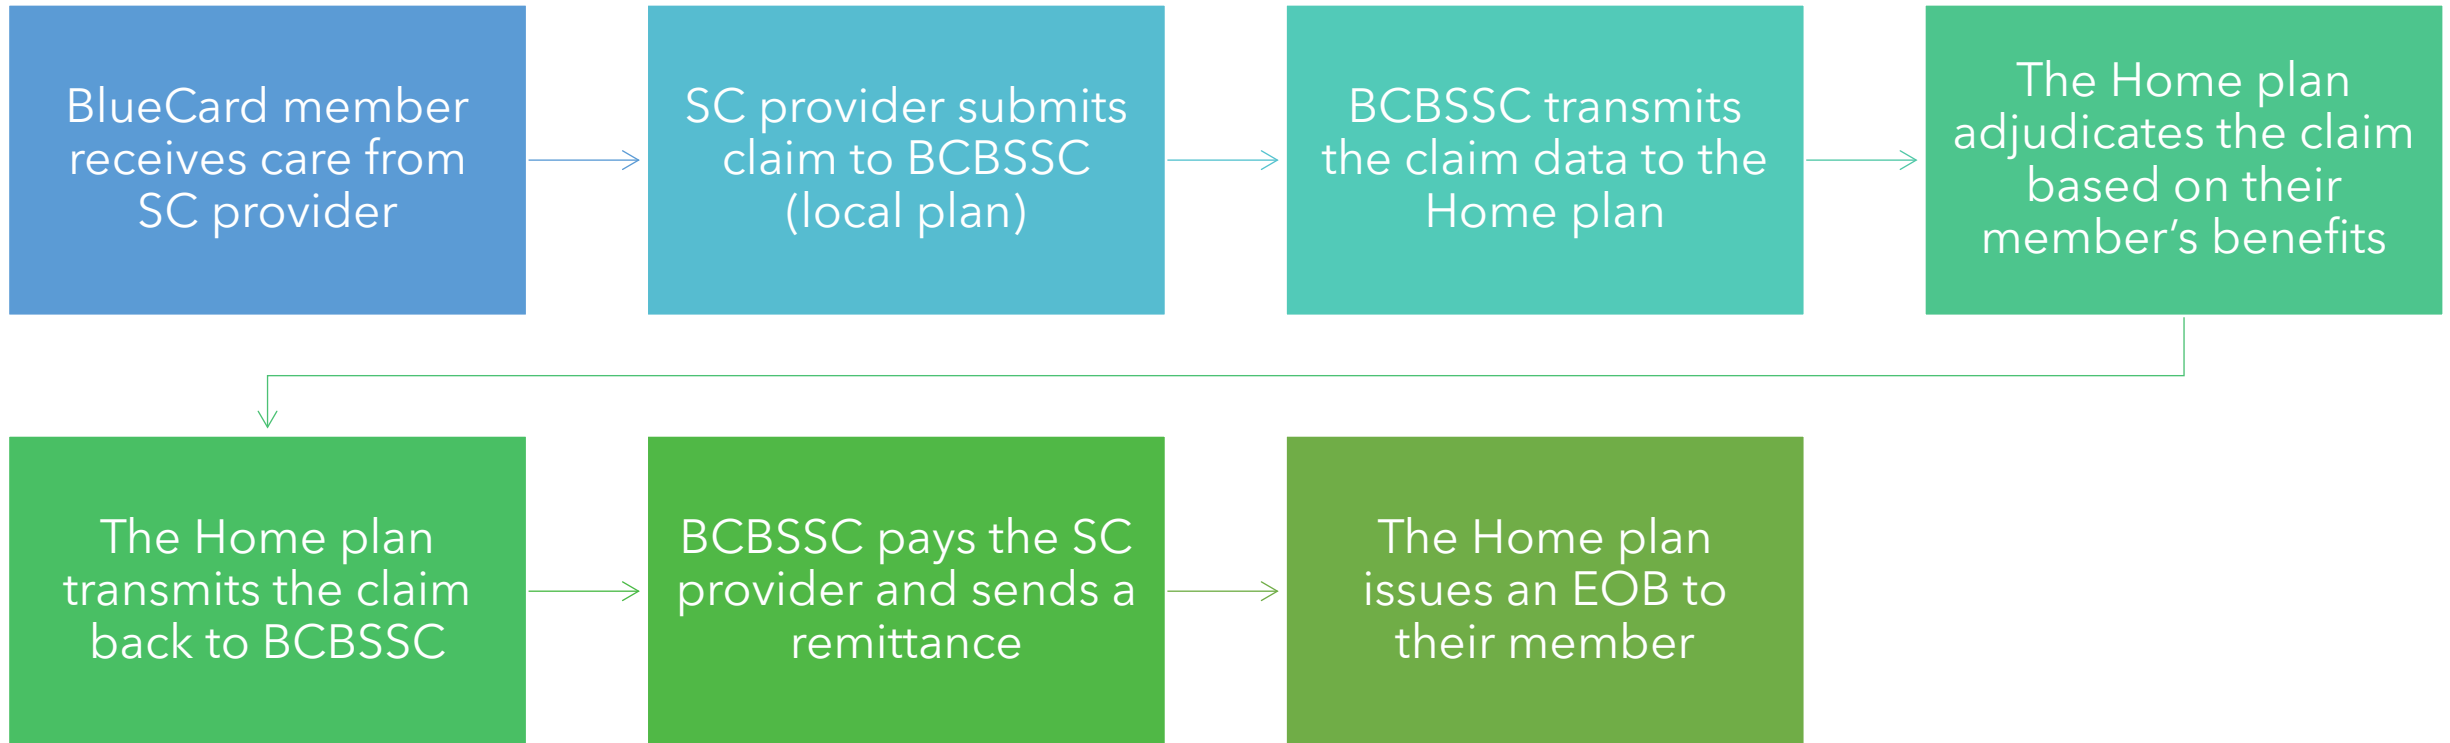 BlueCard member
receives care from
SC provider
SC provider submits
claim to BCBSSC
(local plan)
BCBSSC transmits
the claim data to the
Home plan
The Home plan
adjudicates the claim
based on their
member’s benefits
The Home plan
transmits the claim
back to BCBSSC
BCBSSC pays the SC
provider and sends a
remittance
The Home plan
issues an EOB to
their member